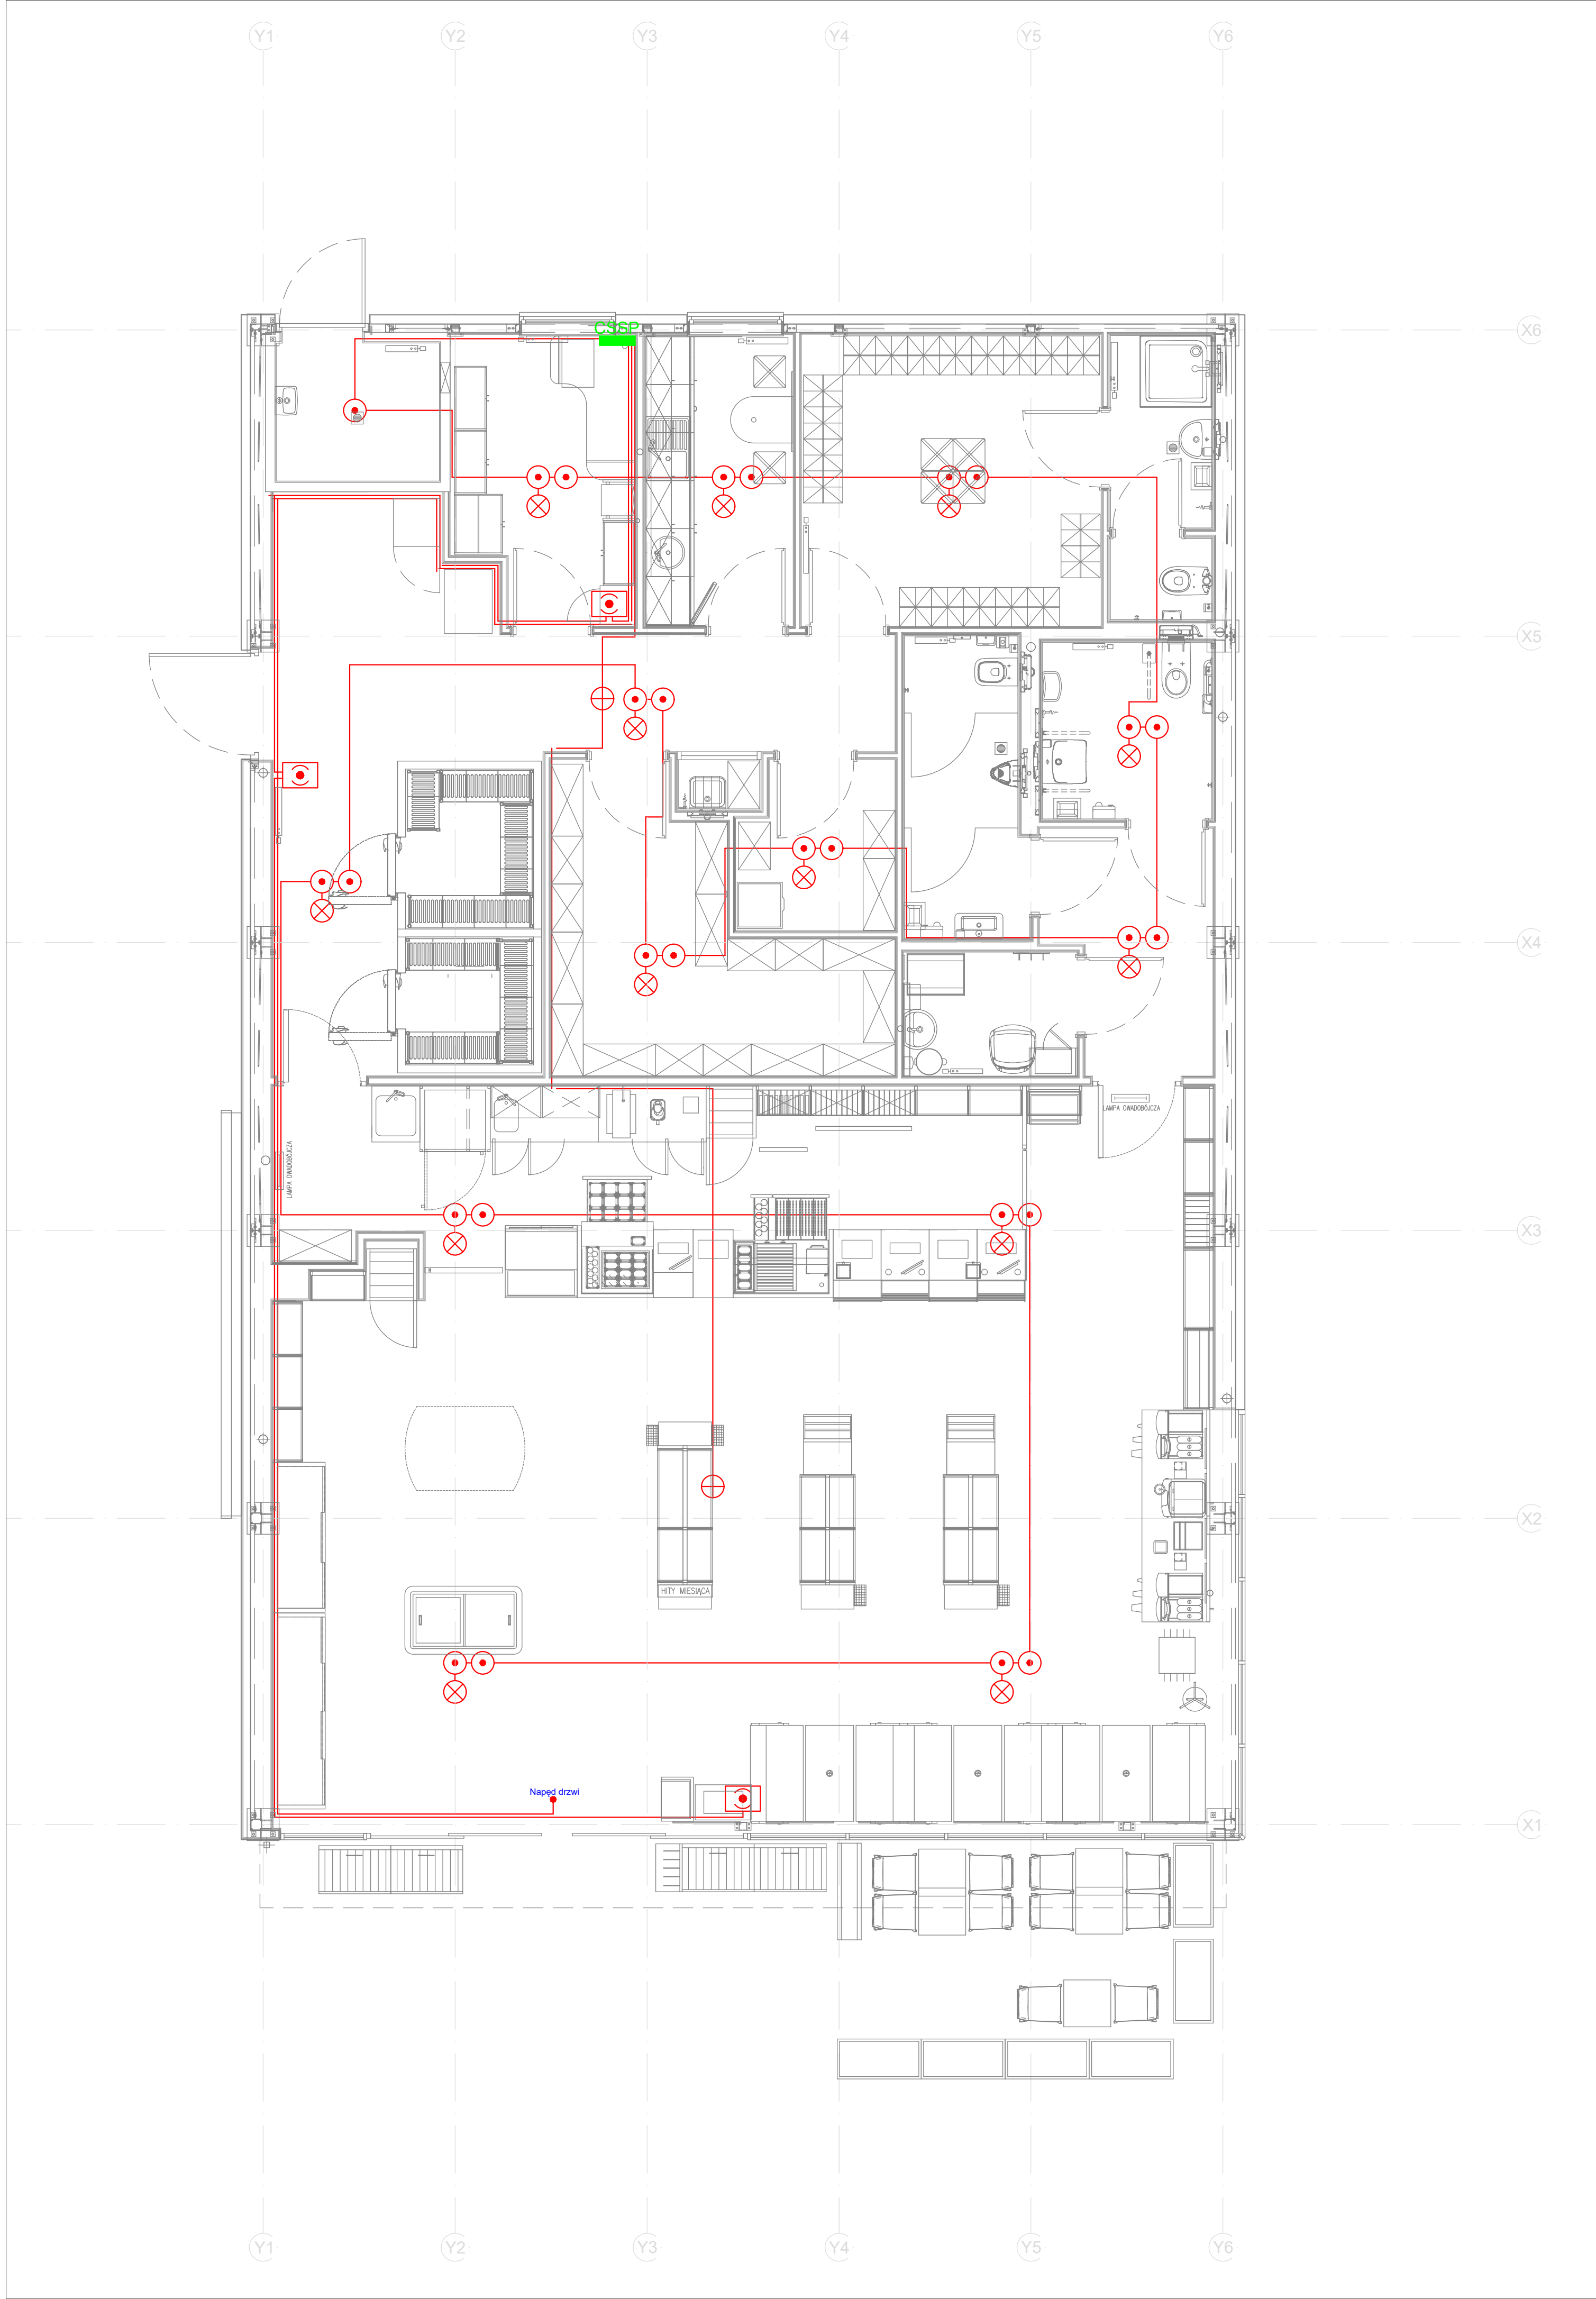 Y1 Y2 Y3 Y4 Y5 Y6
CSSP
X6
X5
X4
LAMPA OWADOBÓJCZA
LAMPA OWADOBÓJCZA
X3
X2
HITY MIESIĄCA
Napęd drzwi
X1
Y1 Y2 Y3 Y4 Y5 Y6